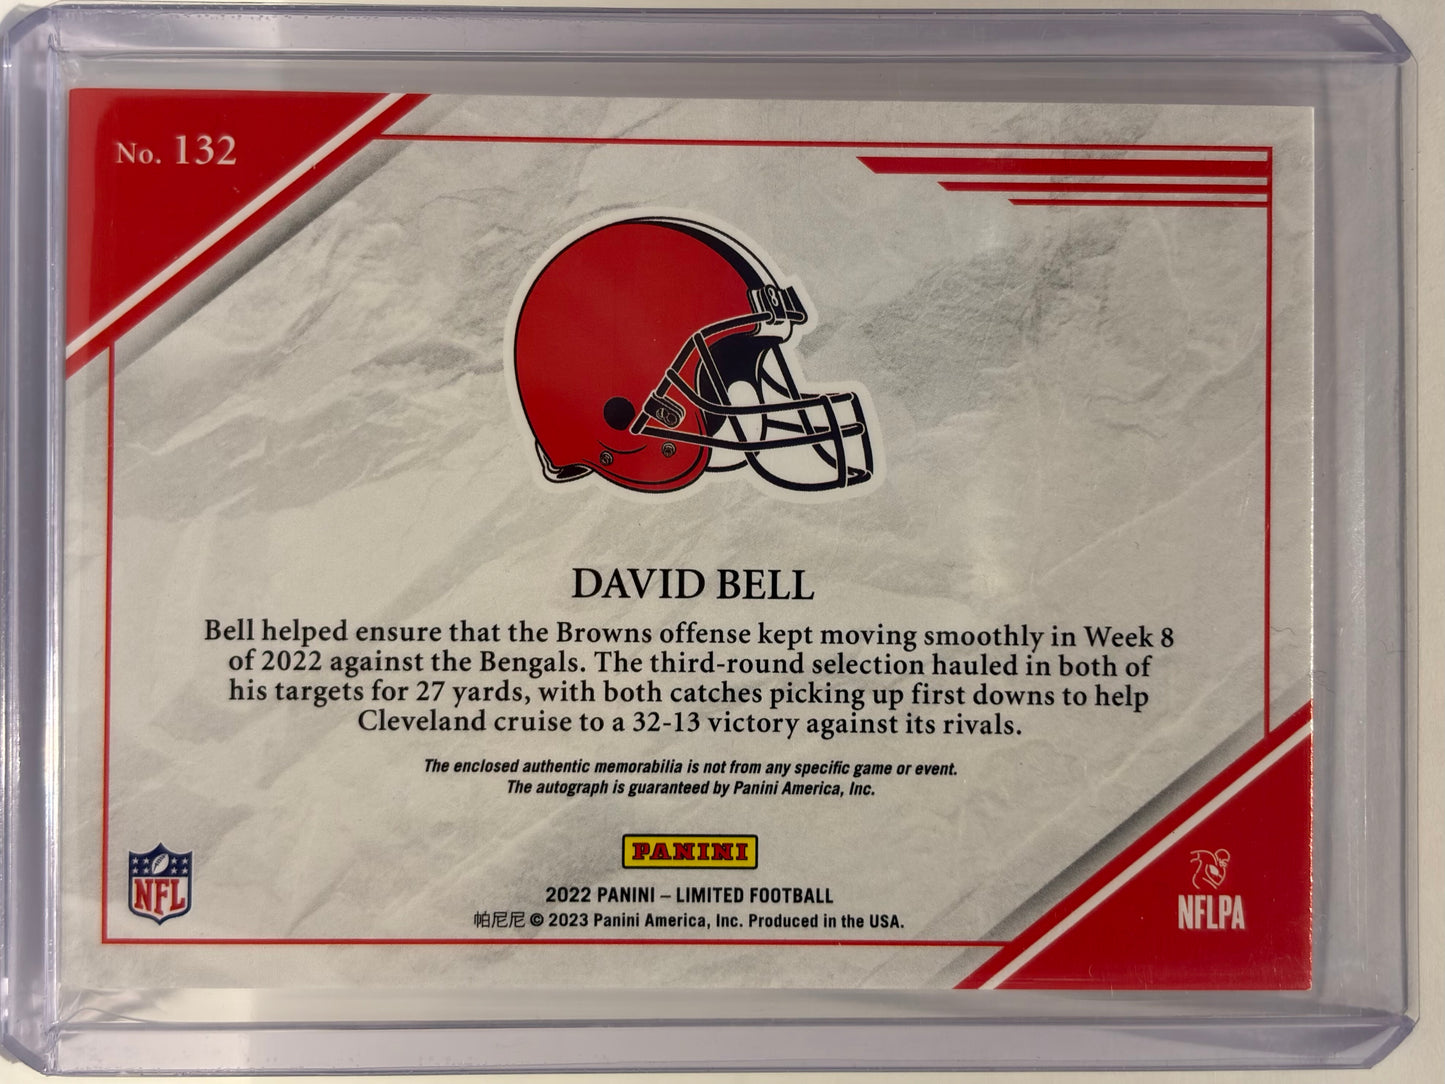 No. 132
8
DAVID BELL
Bell helped ensure that the Browns offense kept moving smoothly in Week 8
of 2022 against the Bengals. The third-round selection hauled in both of
his targets for 27 yards, with both catches picking up first downs to help
Cleveland cruise to a 32-13 victory against its rivals.
The enclosed authentic memorabilia is not from any specific game or event.
The autograph is guaranteed by Panini America, Inc.
PANINI
NFL
2022 PANINI – LIMITED FOOTBALL
帕尼尼 © 2023 Panini America, Inc. Produced in the USA.
NFLPA